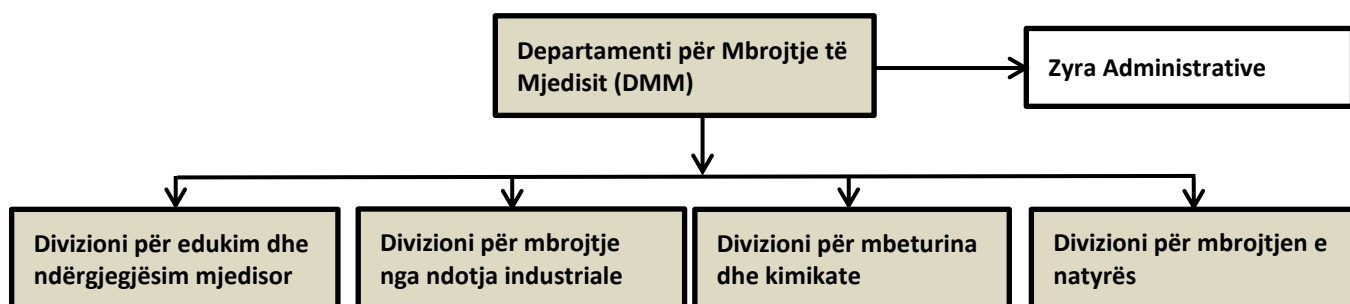 Departamenti për Mbrojtje të
Mjedisit (DMM)
Zyra Administrative
Divizioni për edukim dhe
ndërgjegjësim mjedisor
Divizioni për mbrojtje
nga ndotja industriale
Divizioni për mbeturina
dhe kimikate
Divizioni për mbrojtjen e
natyrës